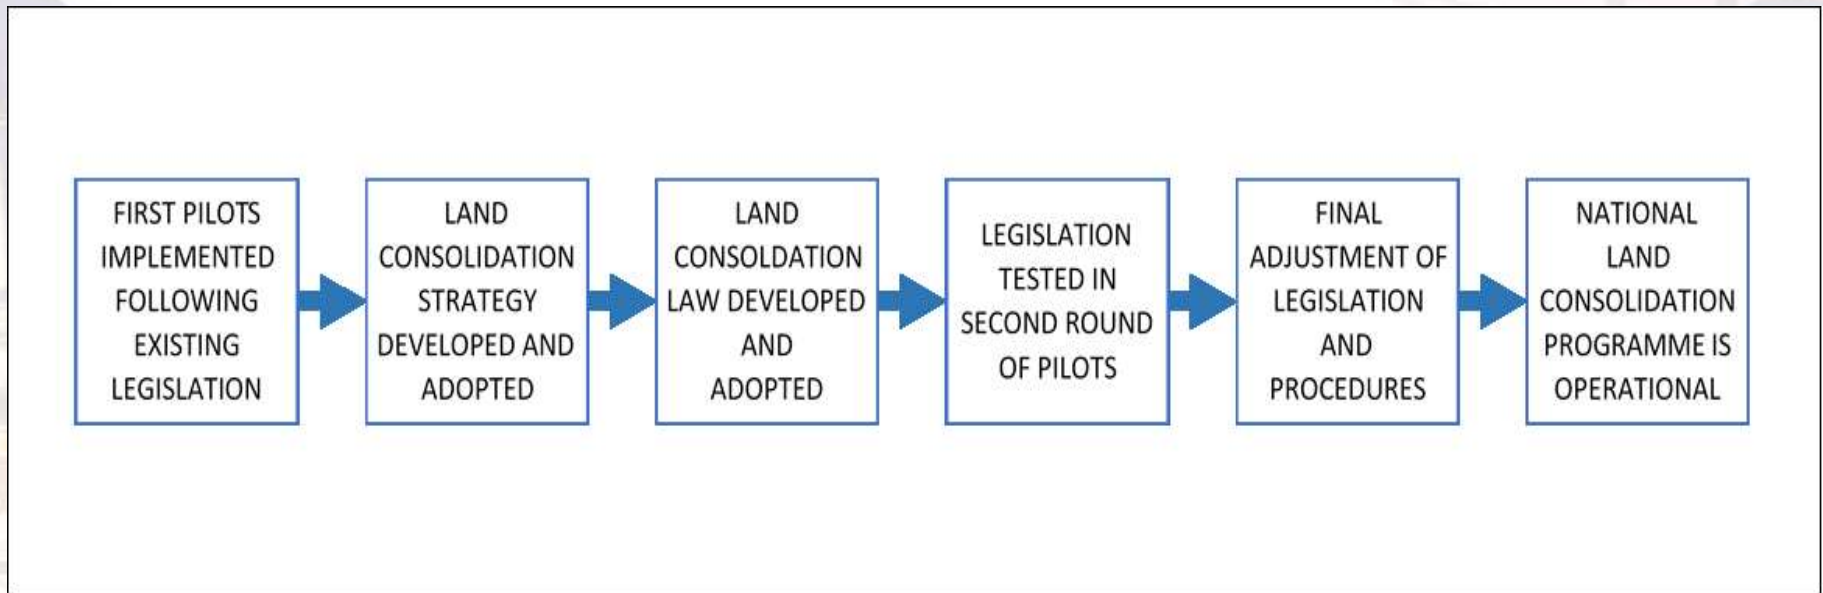 FIRST PILOTS
IMPLEMENTED
FOLLOWING
EXISTING
LEGISLATION
LAND
CONSOLIDATION
STRATEGY
DEVELOPED AND
ADOPTED
LAND
CONSOLDATION
LAW DEVELOPED
AND
ADOPTED
LEGISLATION
TESTED IN
SECOND ROUND
OF PILOTS
FINAL
ADJUSTMENT OF
LEGISLATION
AND
PROCEDURES
NATIONAL
LAND
CONSOLIDATION
PROGRAMME IS
OPERATIONAL